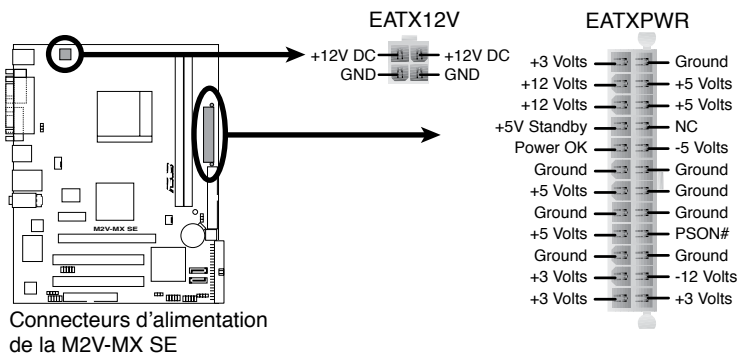 EATX12V
+12V DC +12V DC
GND GND
EATXPWR
+3 Volts Ground
+12 Volts +5 Volts
+12 Volts +5 Volts
+5V Standby NC
Power OK -5 Volts
Ground Ground
+5 Volts Ground
Ground Ground
+5 Volts PSON#
Ground Ground
+3 Volts -12 Volts
+3 Volts +3 Volts
ASUS
M2V-MX SE
Connecteurs d’alimentation
de la M2V-MX SE